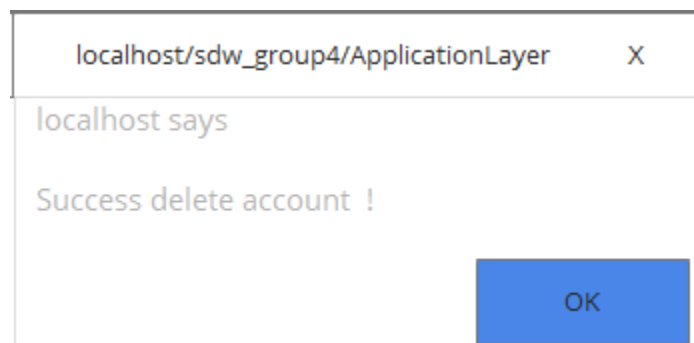 localhost/sdw_group4/ApplicationLayer X
localhost says
Success delete account !
OK